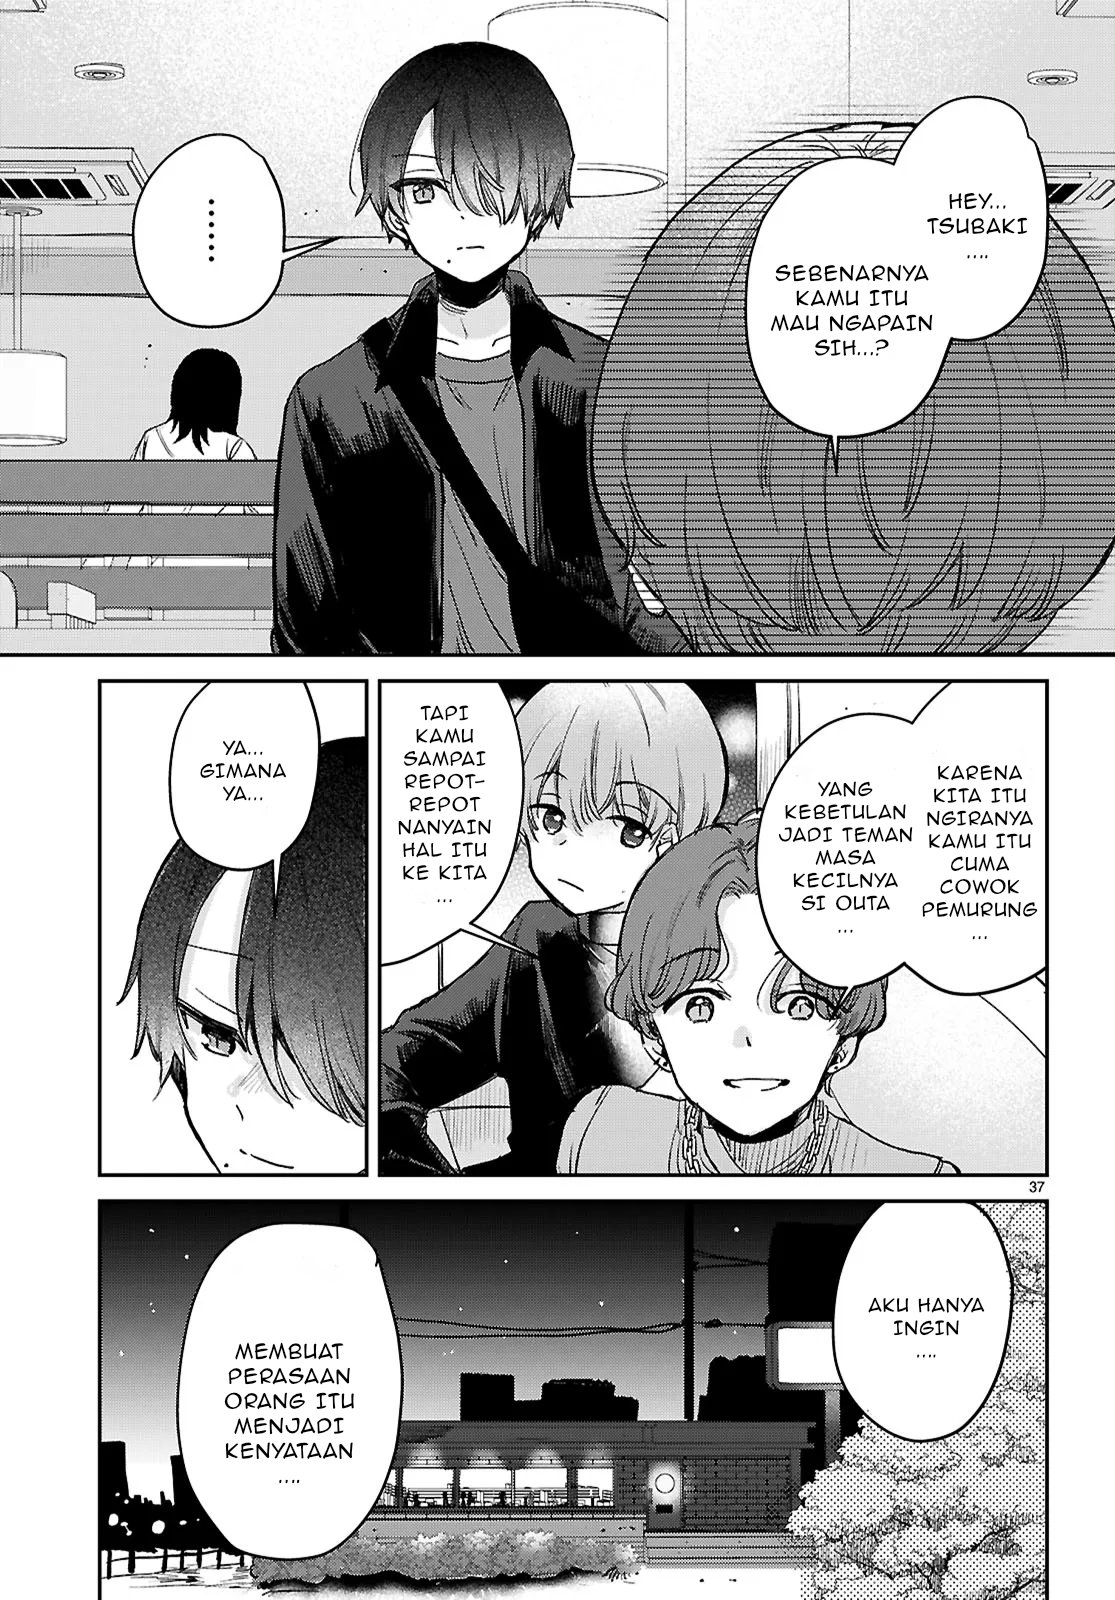 HEY...
TSUBAKI
....
SEBENARNYA
KAMU ITU
MAU NGAPAIN
SIH...?
......
KARENA
KITA ITU
NGIRANYA
KAMU ITU
CUMA
COWOK
PEMURUNG
...
YANG
KEBETULAN
JADI TEMAN
MASA
KECILNYA
SI OUTA
...
TAPI
KAMU
SAMPAI
REPOT-
REPOT
NANYAIN
HAL ITU
KE KITA
...
YA...
GIMANA
YA...
37
AKU HANYA
INGIN
....
MEMBUAT
PERASAAN
ORANG ITU
MENJADI
KENYATAAN
....